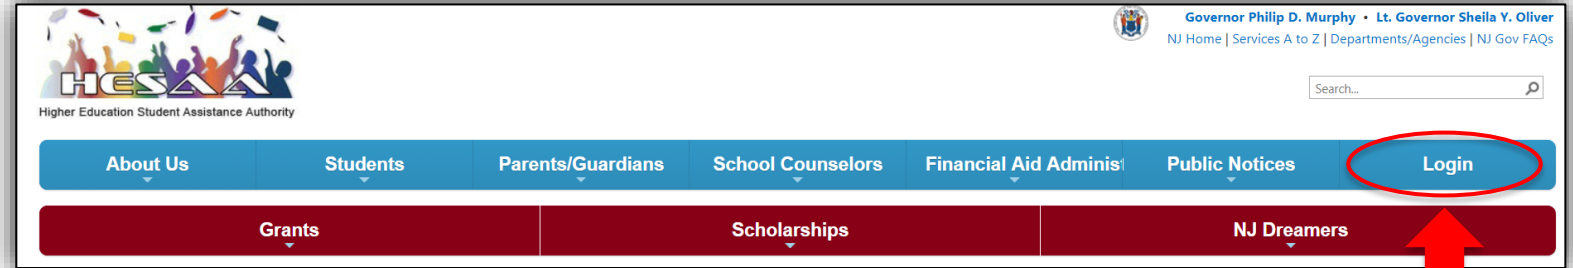 Governor Philip D. Murphy • Lt. Governor Sheila Y. Oliver
NJ Home | Services A to Z | Departments/Agencies | NJ Gov FAQs
HESAA
Higher Education Student Assistance Authority
Search...
About Us Students Parents/Guardians School Counselors Financial Aid Administ Public Notices Login
Grants Scholarships NJ Dreamers